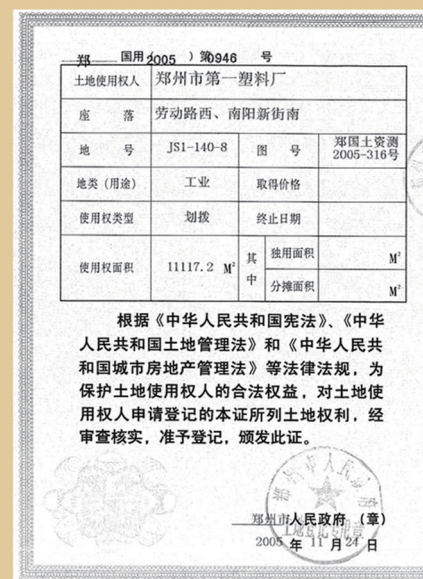 郑 国用2005 ) 第0946 号
土地使用权人 郑州市第一塑料厂
座 落 劳动路西、南阳新街南
地 号 JS1-140-8 图 号 郑国土资测
2005-316号
地类 (用途) 工业 取得价格
使用权类型 划拨 终止日期
使用权面积 11117.2 M² 其中 独用面积 M²
分摊面积 M²
根据《中华人民共和国宪法》、《中华
人民共和国土地管理法》和《中华人民共
和国城市房地产管理法》等法律法规，为
保护土地使用权人的合法权益，对土地使
用权人申请登记的本证所列土地权利，经
审查核实，准予登记，颁发此证。
郑州市人民政府
郑州市人民政府 (章)
2005 年 11 月 24 日